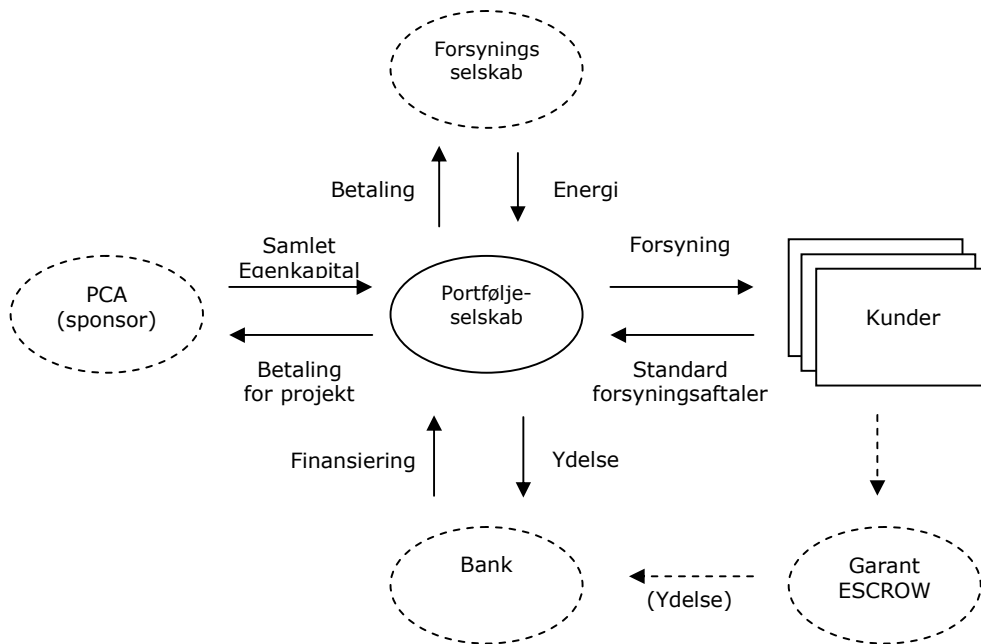 Forsynings
selskab
Betaling
Energi
Samlet
Egenkapital
Forsyning
PCA
(sponsor)
Portfølje-
selskab
Kunder
Betaling
for projekt
Standard
forsyningsaftaler
Finansiering
Ydelse
Bank
Garant
ESCROW
(Ydelse)